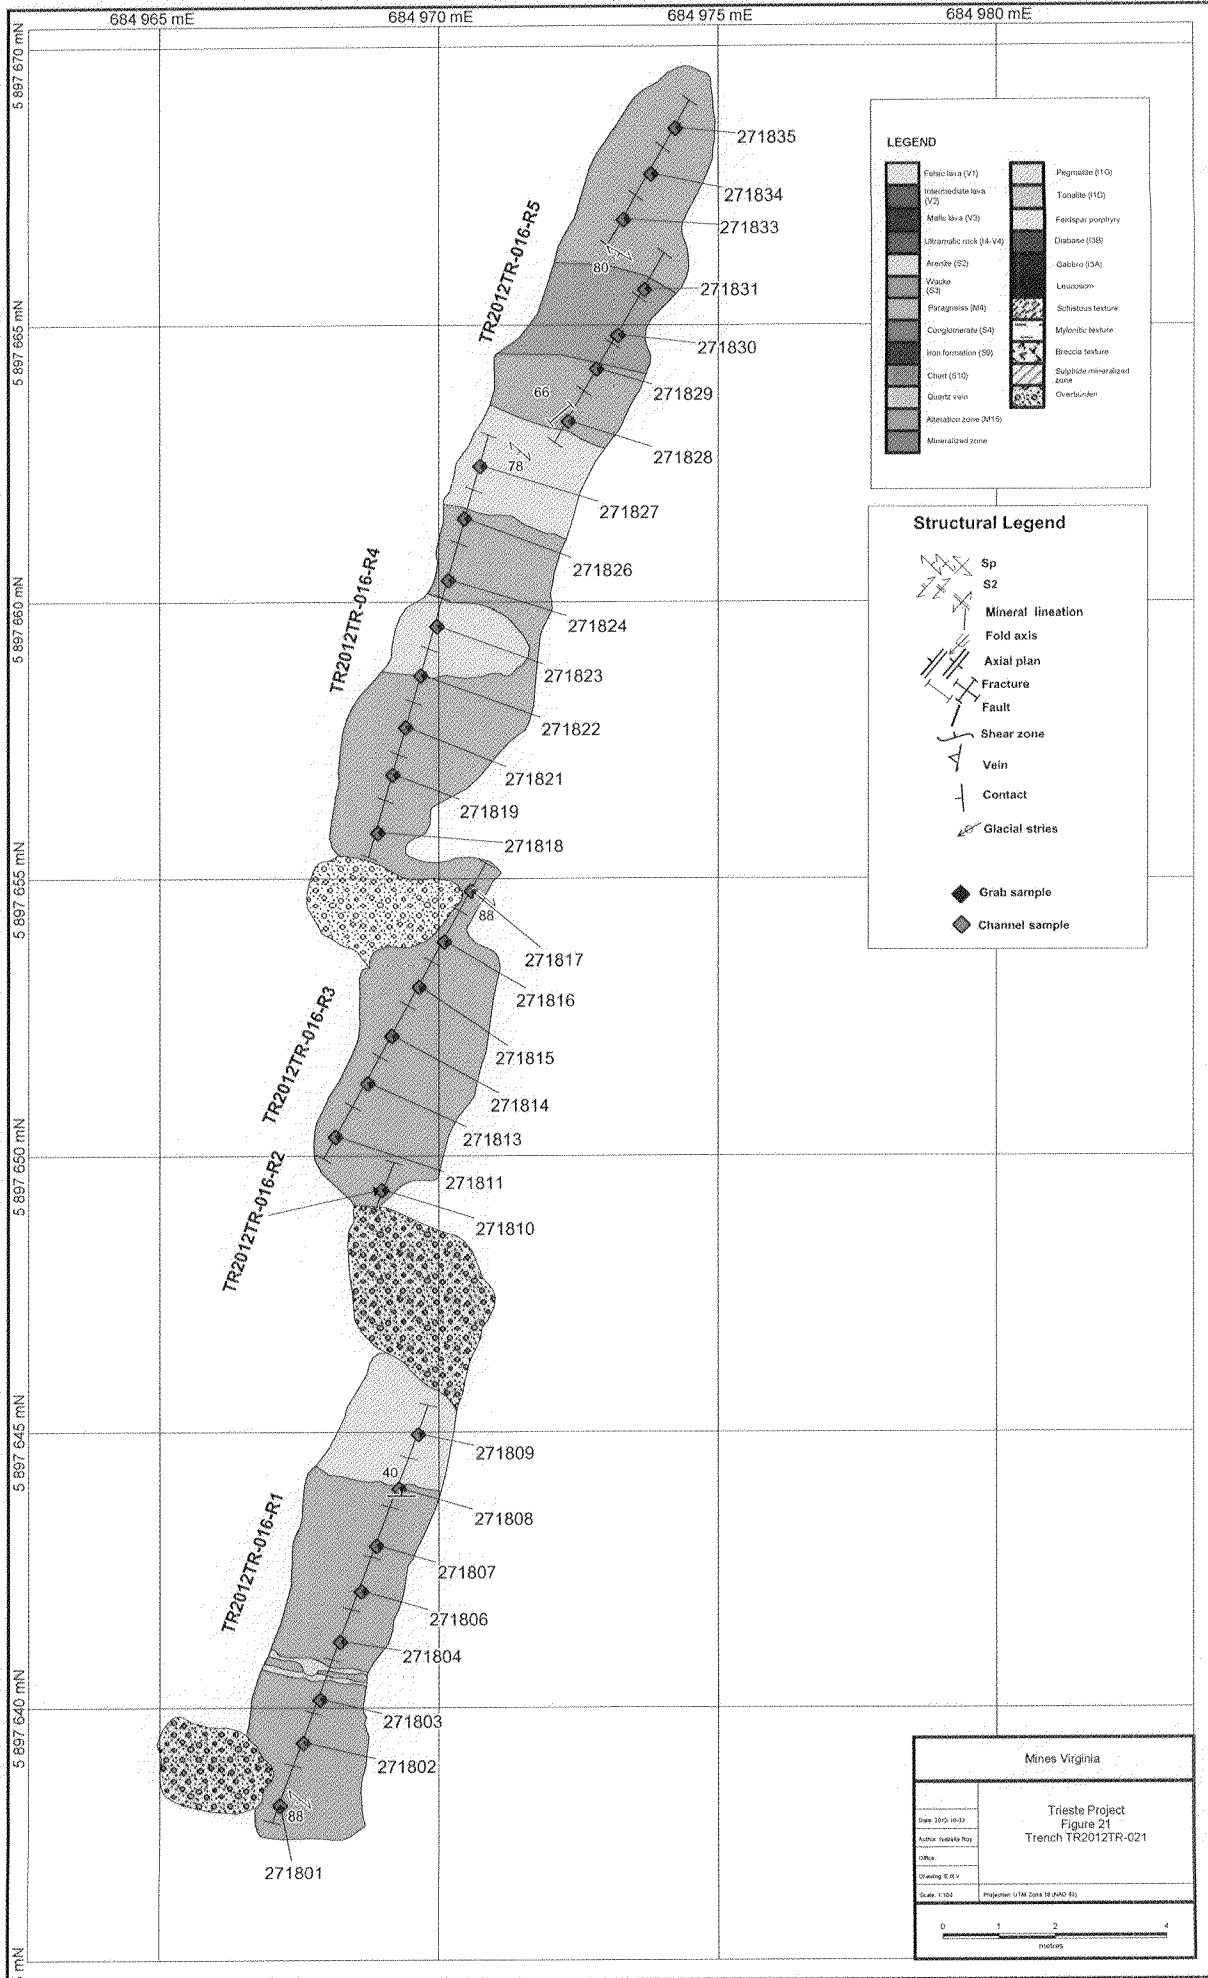 684 965 mE
684 970 mE
684 975 mE
684 980 mE
5 897 670 mN
5 897 665 mN
5 897 660 mN
5 897 655 mN
5 897 650 mN
5 897 645 mN
5 897 640 mN
mN
TR2012TR-016-R5
TR2012TR-016-R4
TR2012TR-016-R3
TR2012TR-016-R2
TR2012TR-016-R1
271835
271834
271833
80
271831
271830
271829
66
271828
78
271827
271826
271824
271823
271822
271821
271819
271818
88
271817
271816
271815
271814
271813
271811
271810
271809
40
271808
271807
271806
271804
271803
271802
88
271801
LEGEND
Felsic lava (V1)
Intermediate lava
(V2)
Mafic lava (V3)
Ultramafic rock (I4-V4)
Arenite (S2)
Wacke
(S3)
Paragneiss (M4)
Conglomerate (S4)
Iron formation (S9)
Chert (S10)
Quartz vein
Alteration zone (M15)
Mineralized zone
Pegmatite (I1G)
Tonalite (I1D)
Feldspar porphyry
Diabase (I3B)
Gabbro (I3A)
Leucosom
Schistous texture
Mylonitic texture
Breccia texture
Sulphide mineralized
zone
Overburden
Structural Legend
Sp
S2
Mineral lineation
Fold axis
Axial plan
Fracture
Fault
Shear zone
Vein
Contact
Glacial stries
Grab sample
Channel sample
Mines Virginia
Trieste Project
Figure 21
Trench TR2012TR-021
Author: Isabelle Roy
Office:
Scale: 1:100
0 1 2 4
metres